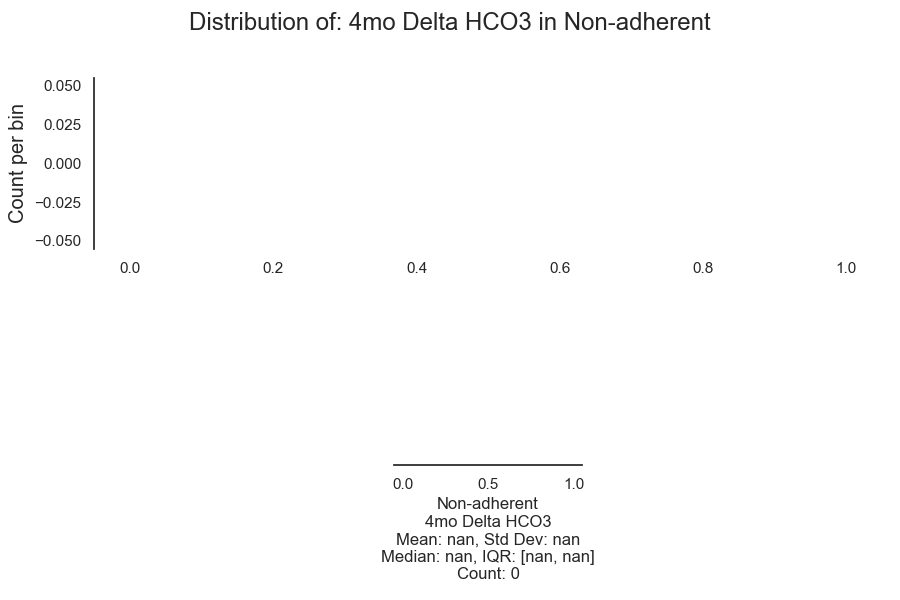 Distribution of: 4mo Delta HCO3 in Non-adherent
Count per bin
0.050
0.025
0.000
−0.025
−0.050
0.0 0.2 0.4 0.6 0.8 1.0
0.0 0.5 1.0
Non-adherent
4mo Delta HCO3
Mean: nan, Std Dev: nan
Median: nan, IQR: [nan, nan]
Count: 0